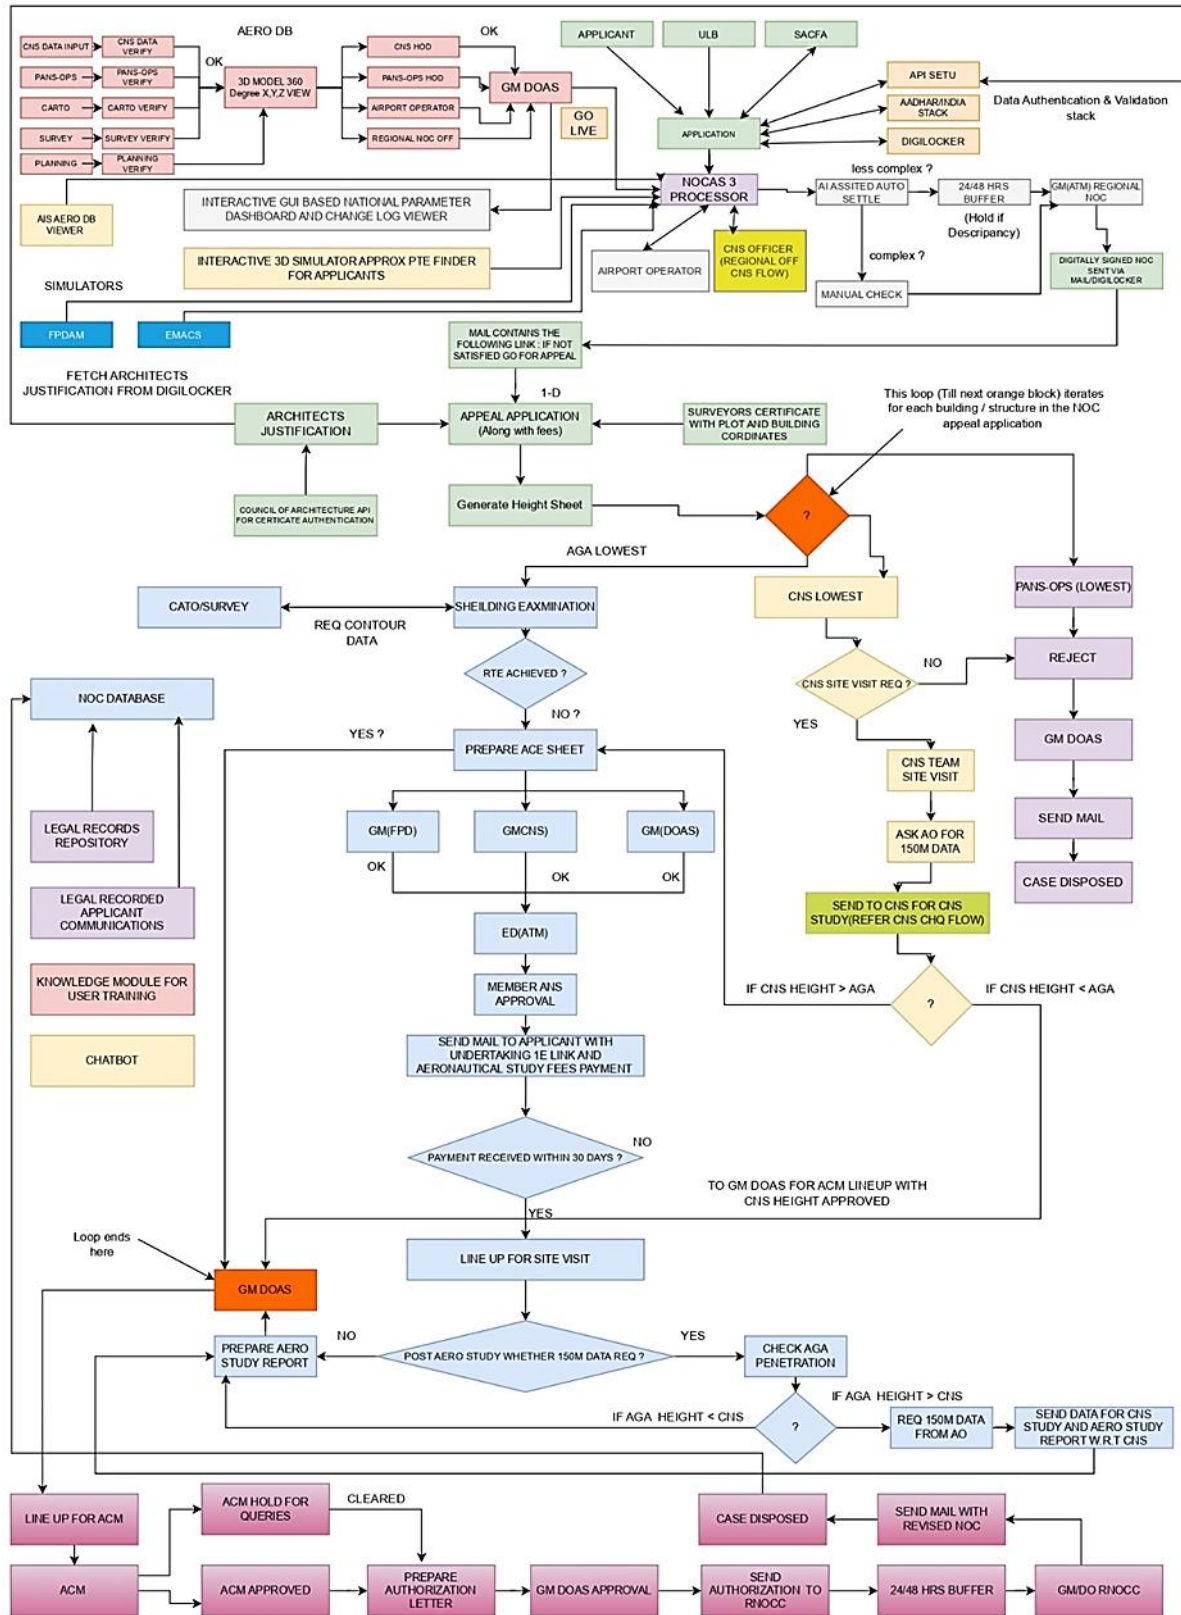 AERO DB
OK
CNS DATA INPUT
CNS DATA
VERIFY
OK
PANS-OPS
PANS-OPS
VERIFY
CARTO
CARTO VERIFY
SURVEY
SURVEY VERIFY
PLANNING
PLANNING
VERIFY
3D MODEL 360
Degree X,Y,Z VIEW
CNS HOD
PANS-OPS HOD
AIRPORT OPERATOR
REGIONAL NOC OFF
GM DOAS
GO
LIVE
APPLICANT
ULB
SACFA
APPLICATION
API SETU
AADHAR/INDIA
STACK
DIGILOCKER
Data Authentication & Validation
stack
AIS AERO DB
VIEWER
INTERACTIVE GUI BASED NATIONAL PARAMETER
DASHBOARD AND CHANGE LOG VIEWER
INTERACTIVE 3D SIMULATOR APPROX PTE FINDER
FOR APPLICANTS
SIMULATORS
FPDAM
EMACS
NOCAS 3
PROCESSOR
less complex ?
AI ASSITED AUTO
SETTLE
24/48 HRS
BUFFER
(Hold if
Descripancy)
GM(ATM) REGIONAL
NOC
AIRPORT OPERATOR
CNS OFFICER
(REGIONAL OFF
CNS FLOW)
complex ?
MANUAL CHECK
DIGITALLY SIGNED NOC
SENT VIA
MAIL/DIGILOCKER
MAIL CONTAINS THE
FOLLOWING LINK : IF NOT
SATISFIED GO FOR APPEAL
FETCH ARCHITECTS
JUSTIFICATION FROM DIGILOCKER
1-D
ARCHITECTS
JUSTIFICATION
APPEAL APPLICATION
(Along with fees)
SURVEYORS CERTIFICATE
WITH PLOT AND BUILDING
CORDINATES
This loop (Till next orange block) iterates
for each building / structure in the NOC
appeal application
COUNCIL OF ARCHITECTURE API
FOR CERTICATE AUTHENTICATION
Generate Height Sheet
?
AGA LOWEST
CATO/SURVEY
REQ CONTOUR
DATA
SHEILDING EAXMINATION
CNS LOWEST
PANS-OPS (LOWEST)
RTE ACHIEVED ?
CNS SITE VISIT REQ ?
NO
REJECT
NOC DATABASE
NO ?
YES ?
YES
PREPARE ACE SHEET
GM DOAS
CNS TEAM
SITE VISIT
LEGAL RECORDS
REPOSITORY
GM(FPD)
GMCNS)
GM(DOAS)
ASK AO FOR
150M DATA
SEND MAIL
OK
OK
OK
CASE DISPOSED
LEGAL RECORDED
APPLICANT
COMMUNICATIONS
SEND TO CNS FOR CNS
STUDY(REFER CNS CHQ FLOW)
ED(ATM)
KNOWLEDGE MODULE FOR
USER TRAINING
MEMBER ANS
APPROVAL
IF CNS HEIGHT > AGA
?
IF CNS HEIGHT < AGA
CHATBOT
SEND MAIL TO APPLICANT WITH
UNDERTAKING 1E LINK AND
AERONAUTICAL STUDY FEES PAYMENT
NO
PAYMENT RECEIVED WITHIN 30 DAYS ?
TO GM DOAS FOR ACM LINEUP WITH
CNS HEIGHT APPROVED
YES
Loop ends
here
LINE UP FOR SITE VISIT
GM DOAS
NO
YES
PREPARE AERO
STUDY REPORT
POST AERO STUDY WHETHER 150M DATA REQ ?
CHECK AGA
PENETRATION
IF AGA HEIGHT > CNS
IF AGA HEIGHT < CNS
?
REQ 150M DATA
FROM AO
SEND DATA FOR CNS
STUDY AND AERO STUDY
REPORT W.R.T CNS
LINE UP FOR ACM
ACM HOLD FOR
QUERIES
CLEARED
CASE DISPOSED
SEND MAIL WITH
REVISED NOC
ACM
ACM APPROVED
PREPARE
AUTHORIZATION
LETTER
GM DOAS APPROVAL
SEND
AUTHORIZATION TO
RNOCC
24/48 HRS BUFFER
GM/DO RNOCC